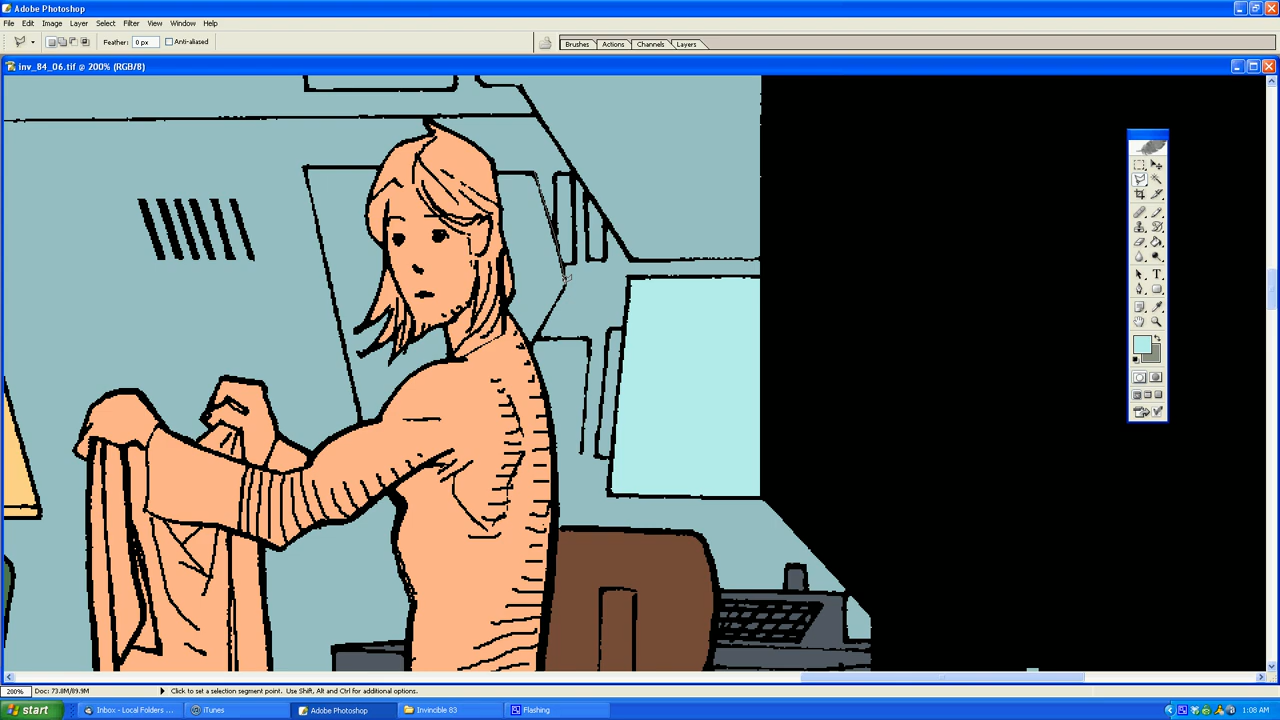 Adobe Photoshop
File Edit Image Layer Select Filter View Window Help
Feather: 0 px Anti-aliased Brushes Actions Channels Layers
inv_84_06.tif @ 200% (RGB/8)
T
200% Doc: 73.8M/89.9M Click to set a selection segment point. Use Shift, Alt and Ctrl for additional options.
start Inbox - Local Folders ... iTunes Adobe Photoshop Invincible 83 Flashing 1:08 AM